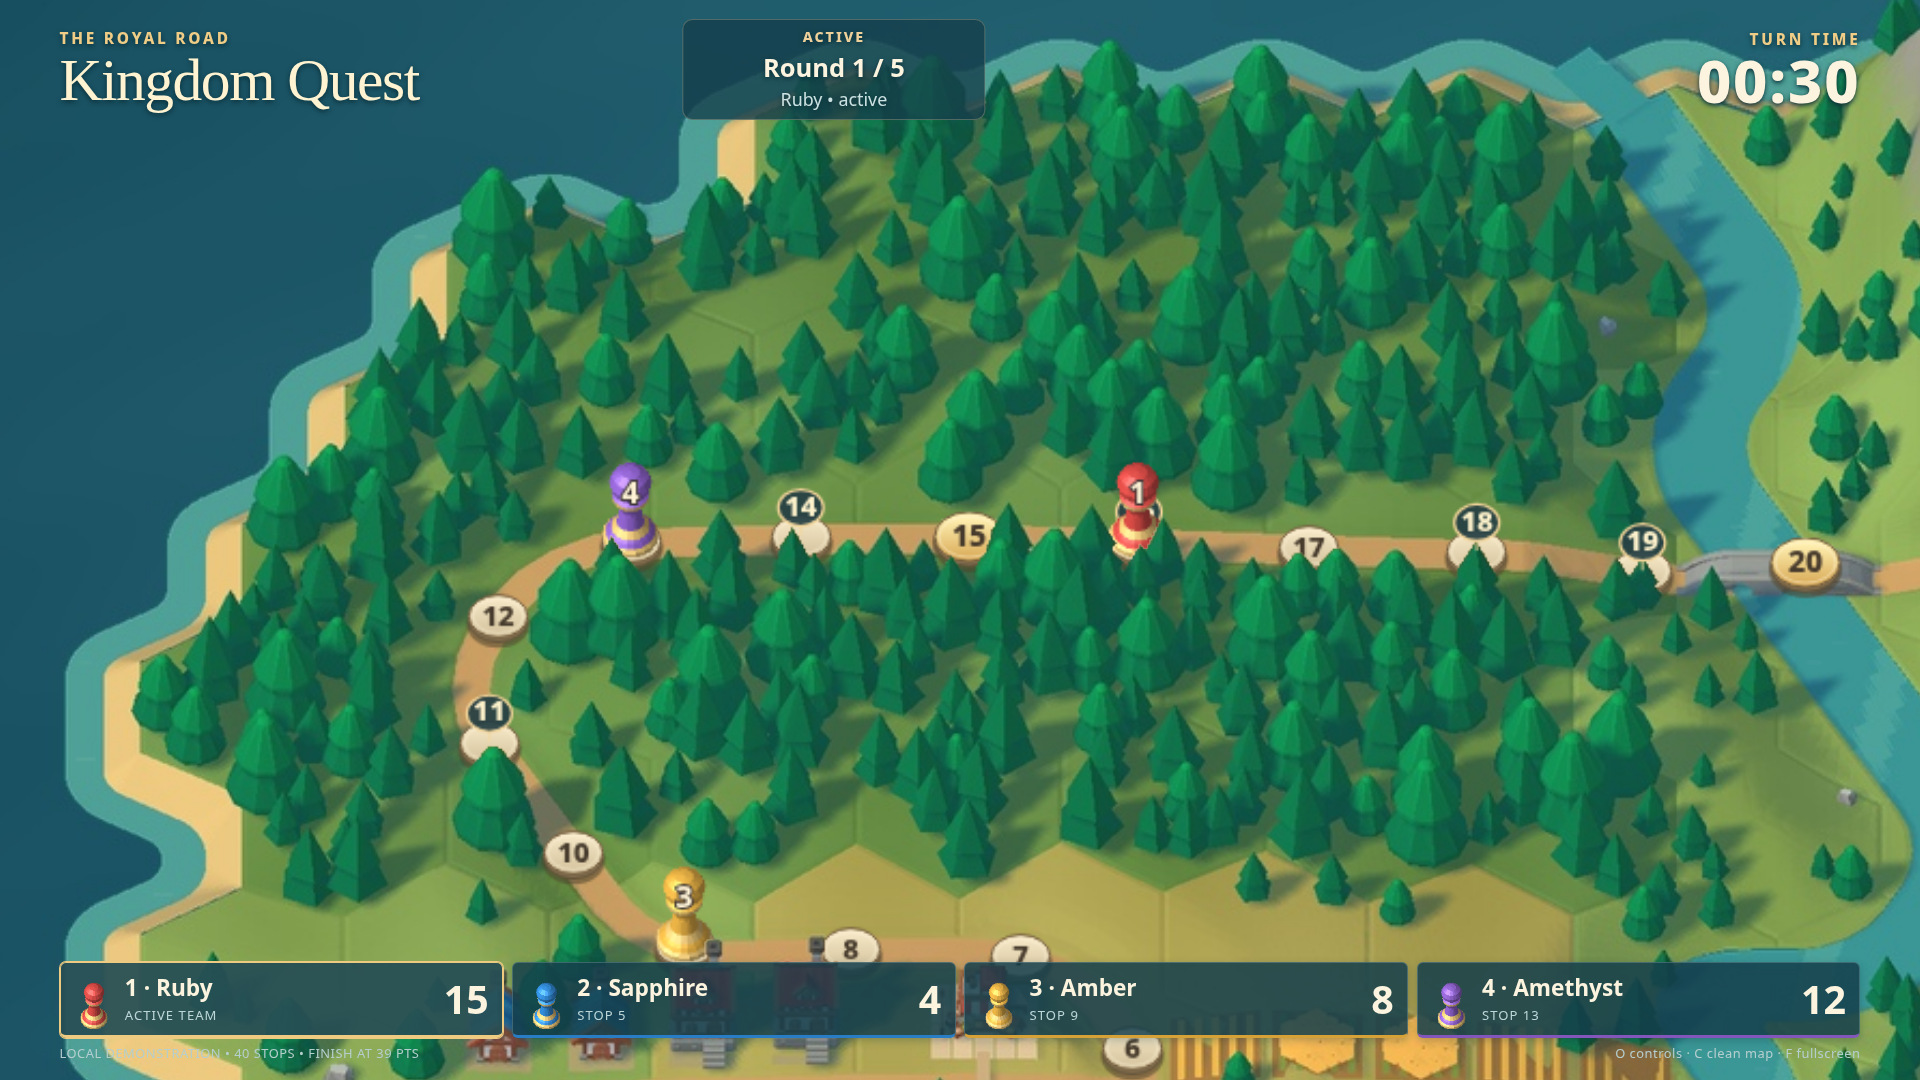 THE ROYAL ROAD
Kingdom Quest
ACTIVE
Round 1 / 5
Ruby • active
TURN TIME
00:30
4
1
14
15
17
18
19
20
12
11
10
3
8
7
1 · Ruby
ACTIVE TEAM
15
2 · Sapphire
STOP 5
4
3 · Amber
STOP 9
8
4 · Amethyst
STOP 13
12
6
LOCAL DEMONSTRATION • 40 STOPS • FINISH AT 39 PTS
O controls · C clean map · F fullscreen